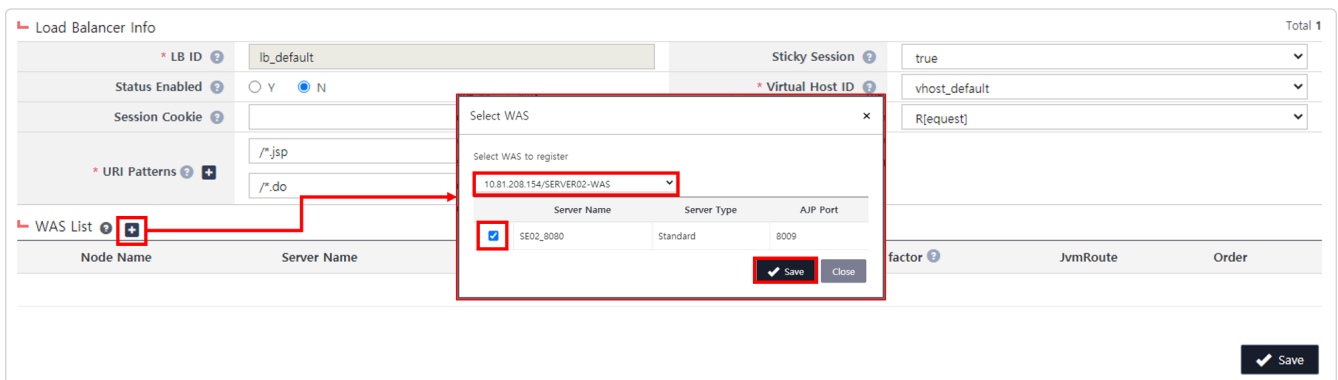 Load Balancer Info
Total 1
* LB ID ?
lb_default
Sticky Session ?
true
Status Enabled ?
Y N
* Virtual Host ID ?
vhost_default
Session Cookie ?
R[equest]
* URI Patterns ? +
/*.jsp
/*.do
Select WAS ×
Select WAS to register
10.81.208.154/SERVER02-WAS
Server Name Server Type AJP Port
SE02_8080 Standard 8009
Save Close
WAS List ? +
Node Name Server Name factor ? JvmRoute Order
Save